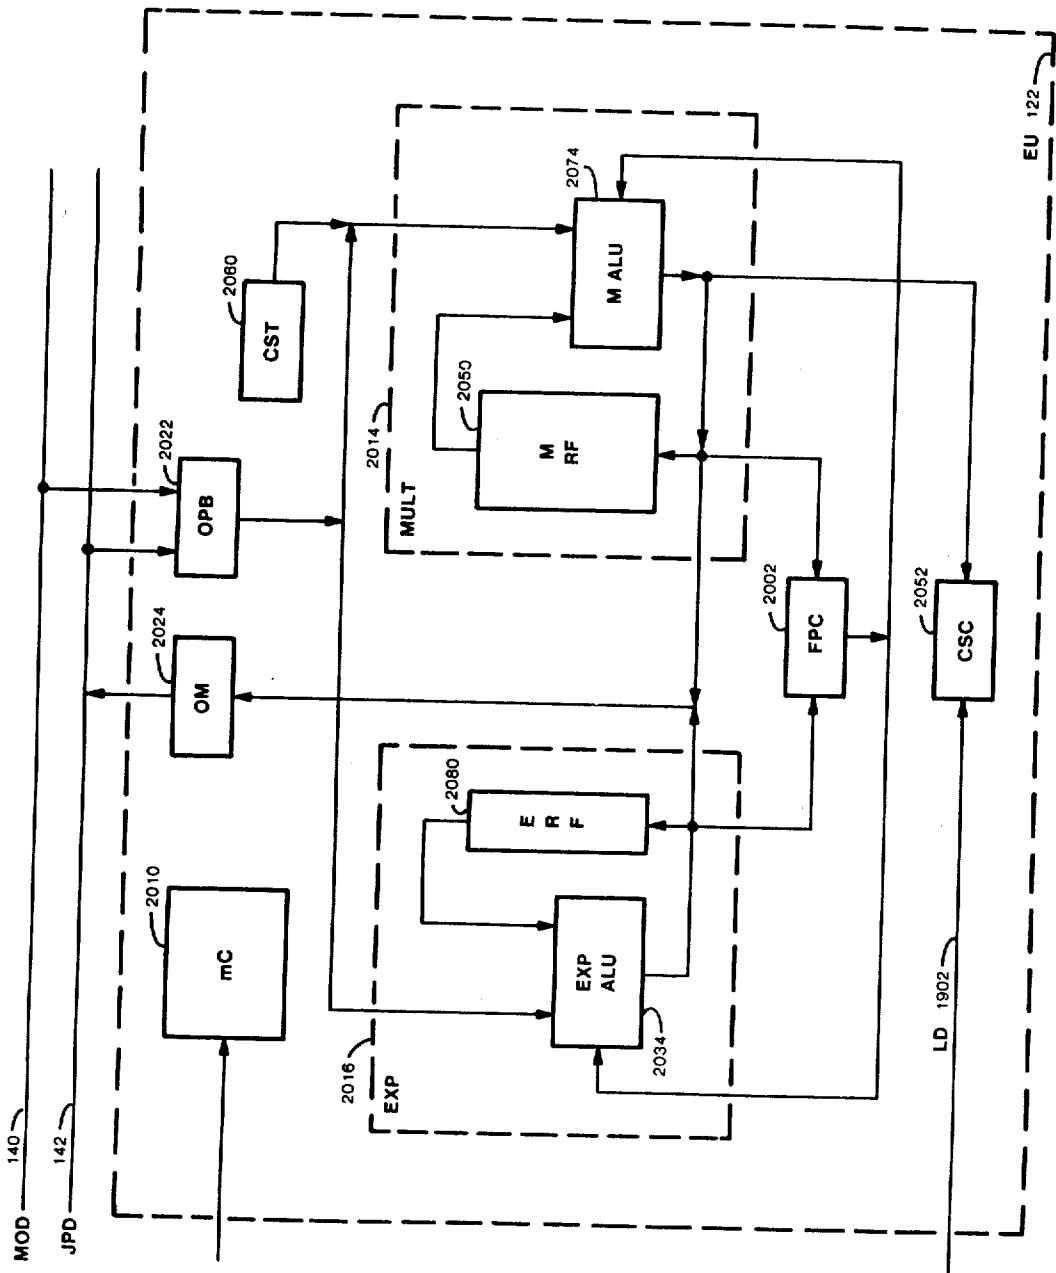 MOD 140
JPD 142
2010
mC
2024
OM
2022
OPB
2060
CST
2016
EXP
EXP
ALU
2034
2080
E
R
F
2014
MULT
2050
M
RF
2074
M ALU
2002
FPC
2052
CSC
LD 1902
EU 122